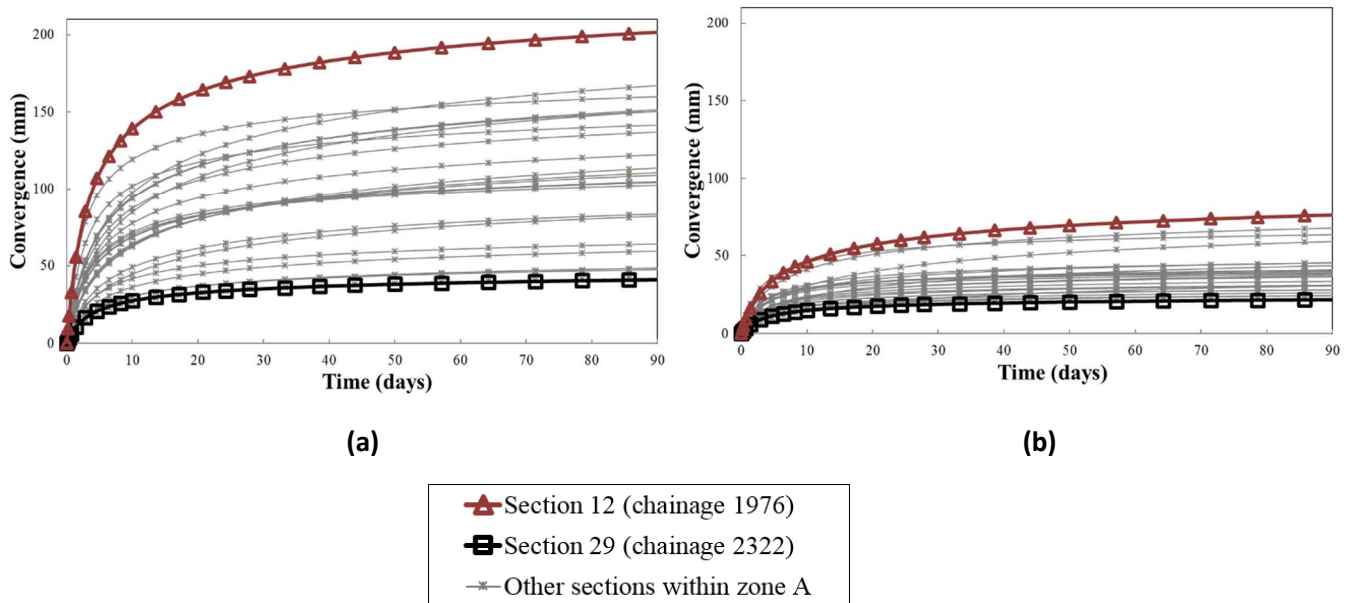 200
150
100
50
0
Convergence (mm)
0 10 20 30 40 50 60 70 80 90
Time (days)
(a)
200
150
100
50
0
Convergence (mm)
0 10 20 30 40 50 60 70 80 90
Time (days)
(b)
Section 12 (chainage 1976)
Section 29 (chainage 2322)
Other sections within zone A